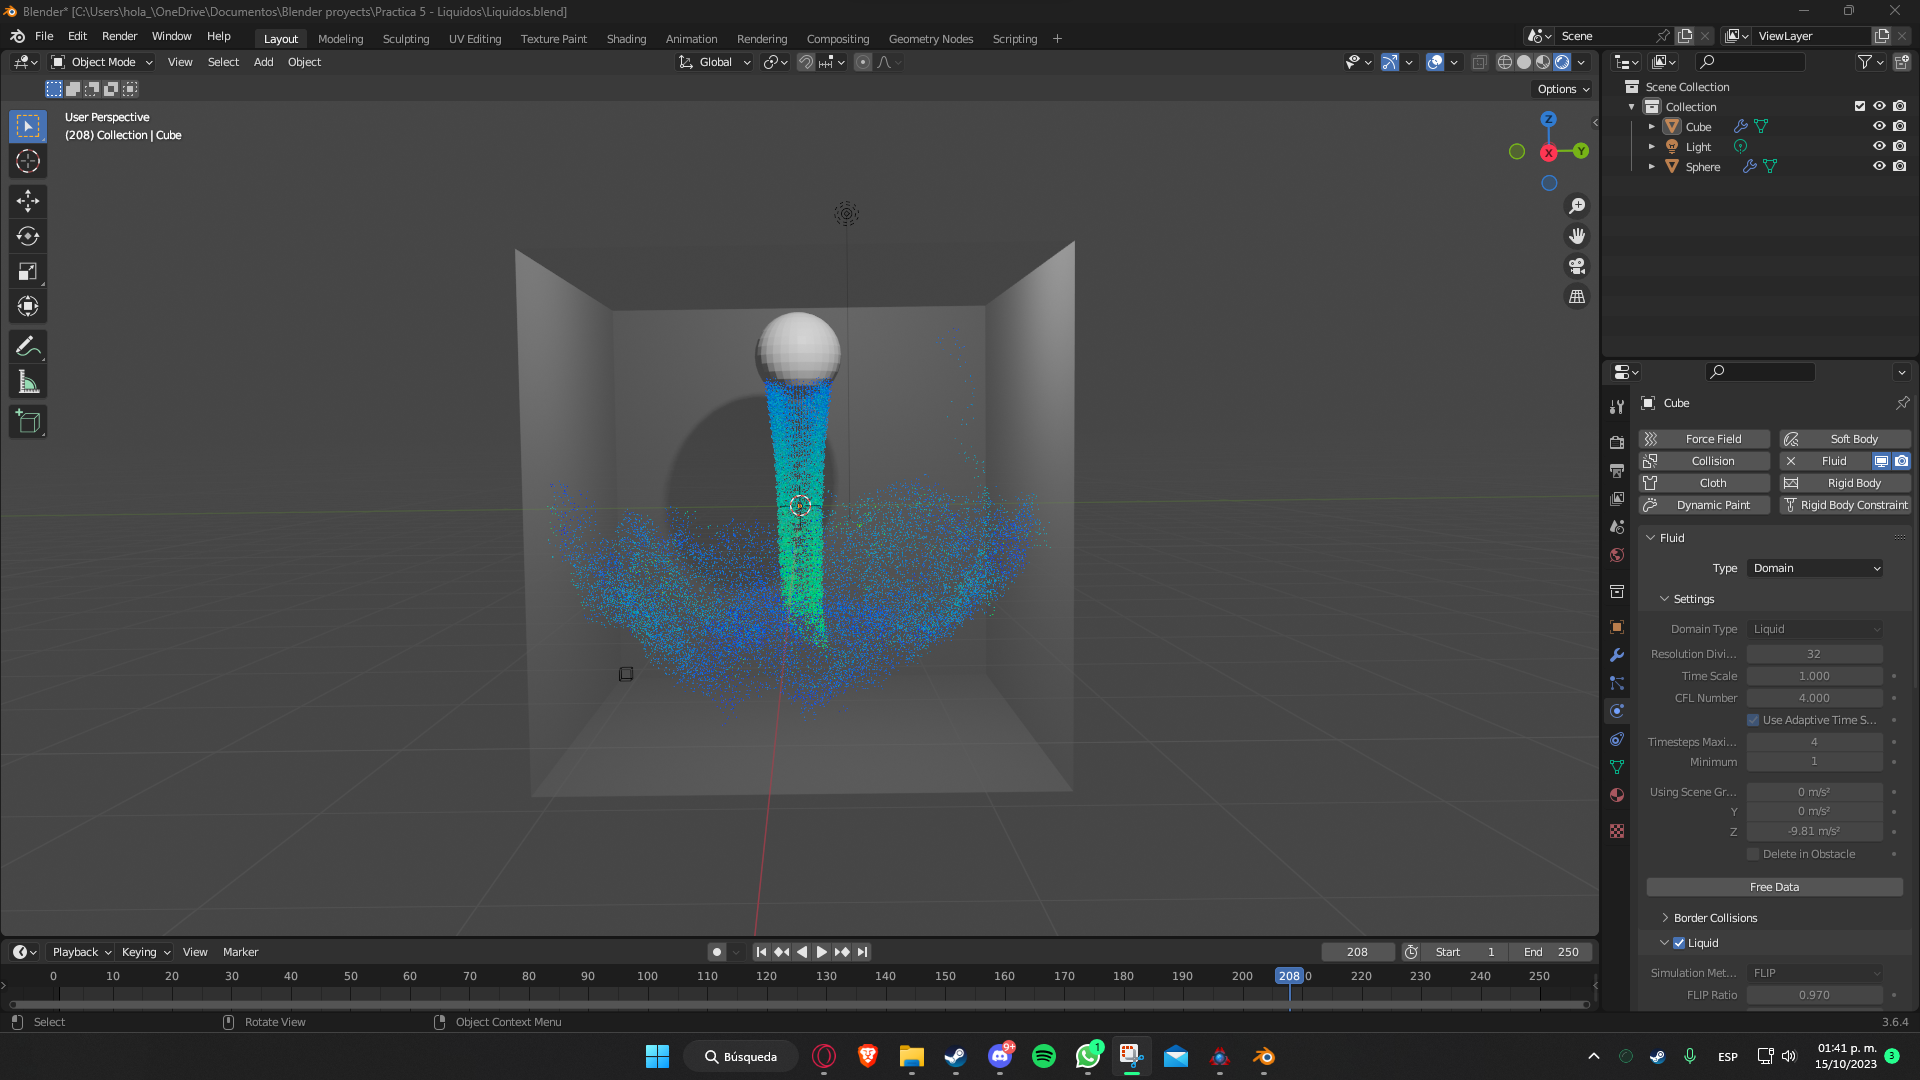 Blender* [C:\Users\hola_\OneDrive\Documentos\Blender proyects\Practica 5 - Liquidos\Liquidos.blend]
File Edit Render Window Help Layout Modeling Sculpting UV Editing Texture Paint Shading Animation Rendering Compositing Geometry Nodes Scripting + Scene ViewLayer
Object Mode View Select Add Object Global
Options
User Perspective
(208) Collection | Cube
Z
X Y
Scene Collection
Collection
Cube
Light
Sphere
Cube
Force Field Soft Body
Collision Fluid
Cloth Rigid Body
Dynamic Paint Rigid Body Constraint
Fluid
Type Domain
Settings
Domain Type Liquid
Resolution Divi... 32
Time Scale 1.000
CFL Number 4.000
Use Adaptive Time S...
Timesteps Maxi... 4
Minimum 1
Using Scene Gr... 0 m/s²
Y 0 m/s²
Z -9.81 m/s²
Delete in Obstacle
Free Data
Border Collisions
Liquid
Simulation Met... FLIP
FLIP Ratio 0.970
Playback Keying View Marker 208 Start 1 End 250
0 10 20 30 40 50 60 70 80 90 100 110 120 130 140 150 160 170 180 190 200 208 0 220 230 240 250
Select Rotate View Object Context Menu 3.6.4
Búsqueda 9+ 1 ESP 01:41 p. m.
15/10/2023 3